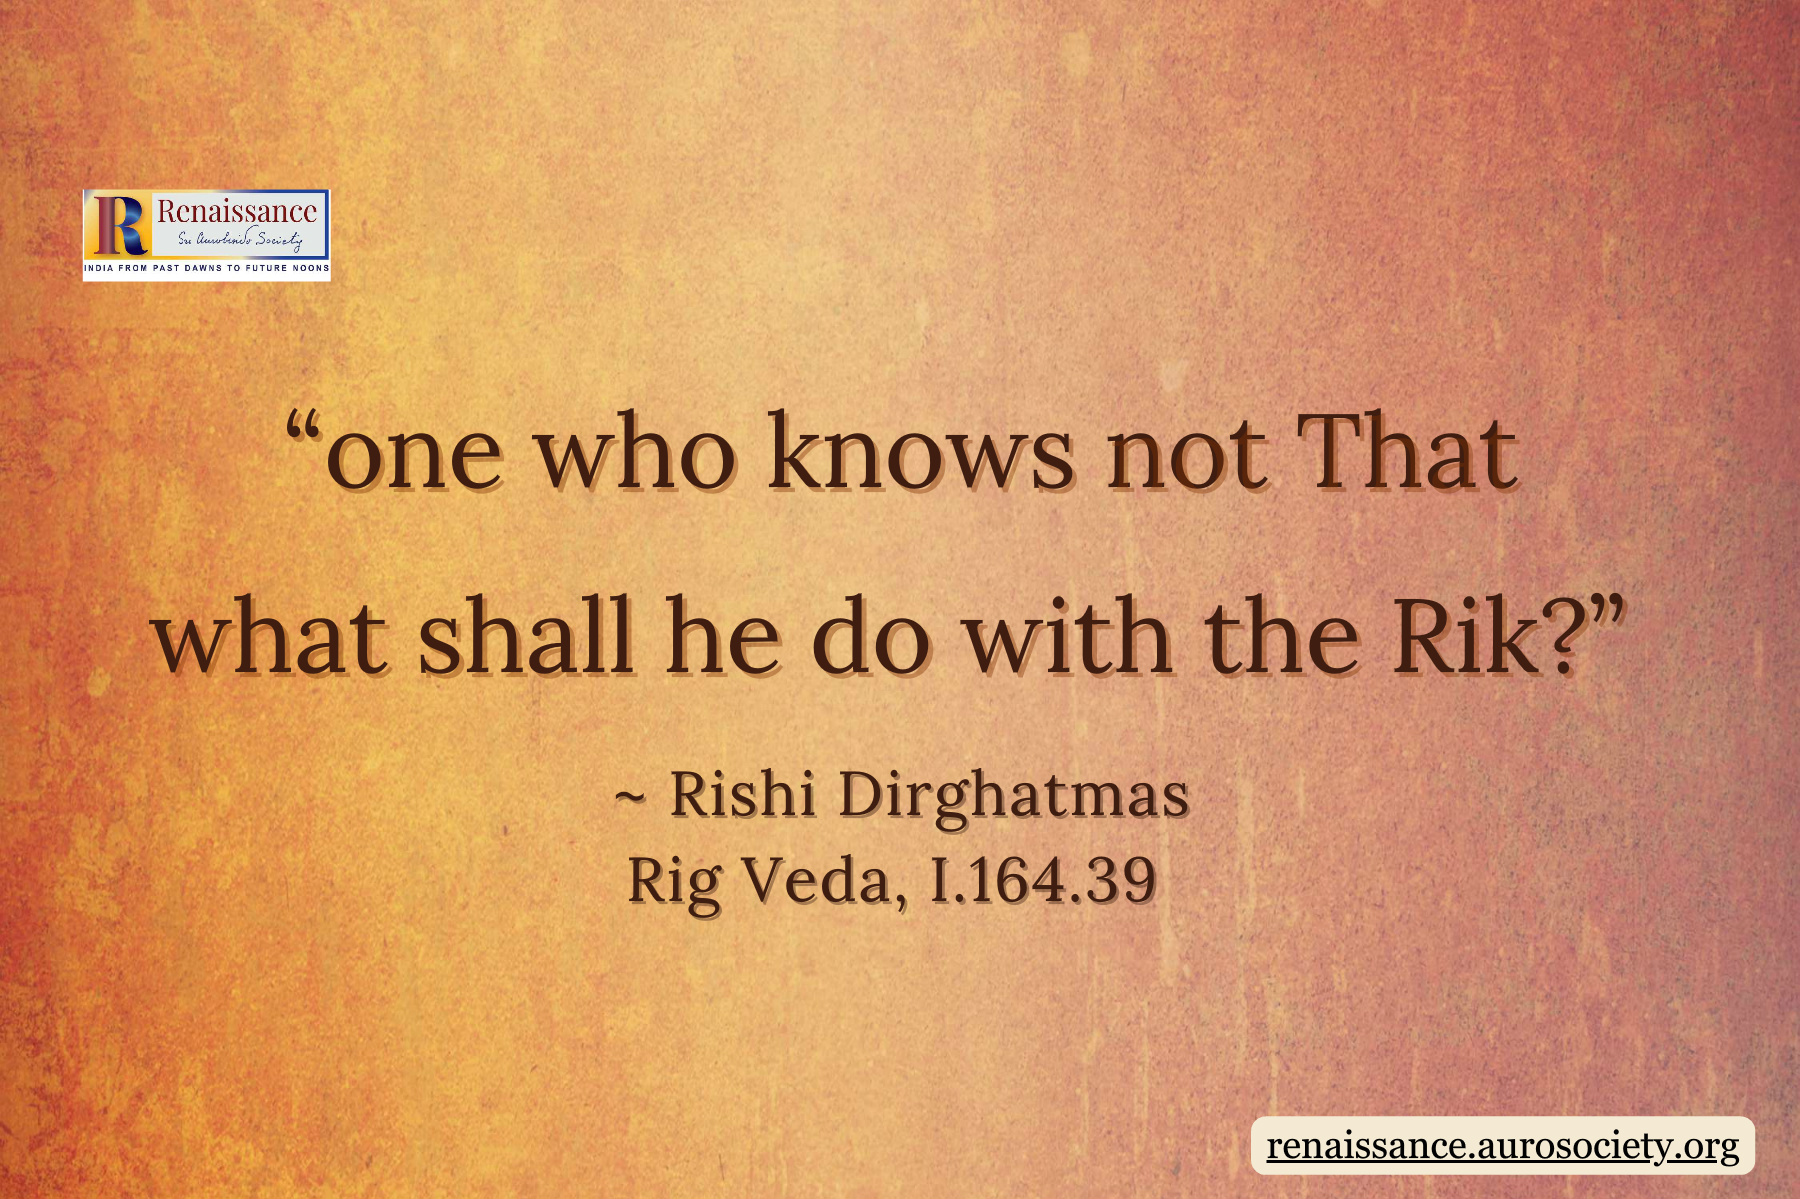 Renaissance
Sri Aurobindo Society
INDIA FROM PAST DAWNS TO FUTURE NOONS
“one who knows not That
what shall he do with the Rik?”
~ Rishi Dirghatmas
Rig Veda, I.164.39
renaissance.aurosociety.org